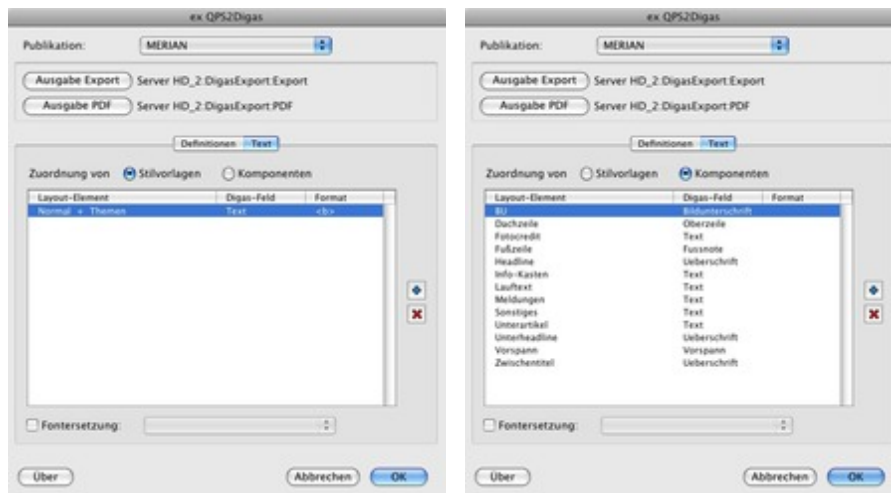 ex QPS2Digas
Publikation: MERIAN
Ausgabe Export Server HD_2:DigasExport:Export
Ausgabe PDF Server HD_2:DigasExport:PDF
Definitionen Text
Zuordnung von Stilvorlagen Komponenten
Layout-Element Digas-Feld Format
Normal + Themen Text <b>
Fontersetzung:
Über Abbrechen OK
ex QPS2Digas
Publikation: MERIAN
Ausgabe Export Server HD_2:DigasExport:Export
Ausgabe PDF Server HD_2:DigasExport:PDF
Definitionen Text
Zuordnung von Stilvorlagen Komponenten
Layout-Element Digas-Feld Format
BU Bildunterschrift
Dachzeile Oberzeile
Fotocredit Text
Fußzeile Fussnote
Headline Ueberschrift
Info-Kasten Text
Lauftext Text
Meldungen Text
Sonstiges Text
Unterartikel Text
Unterheadline Ueberschrift
Vorspann Vorspann
Zwischentitel Ueberschrift
Fontersetzung:
Über Abbrechen OK